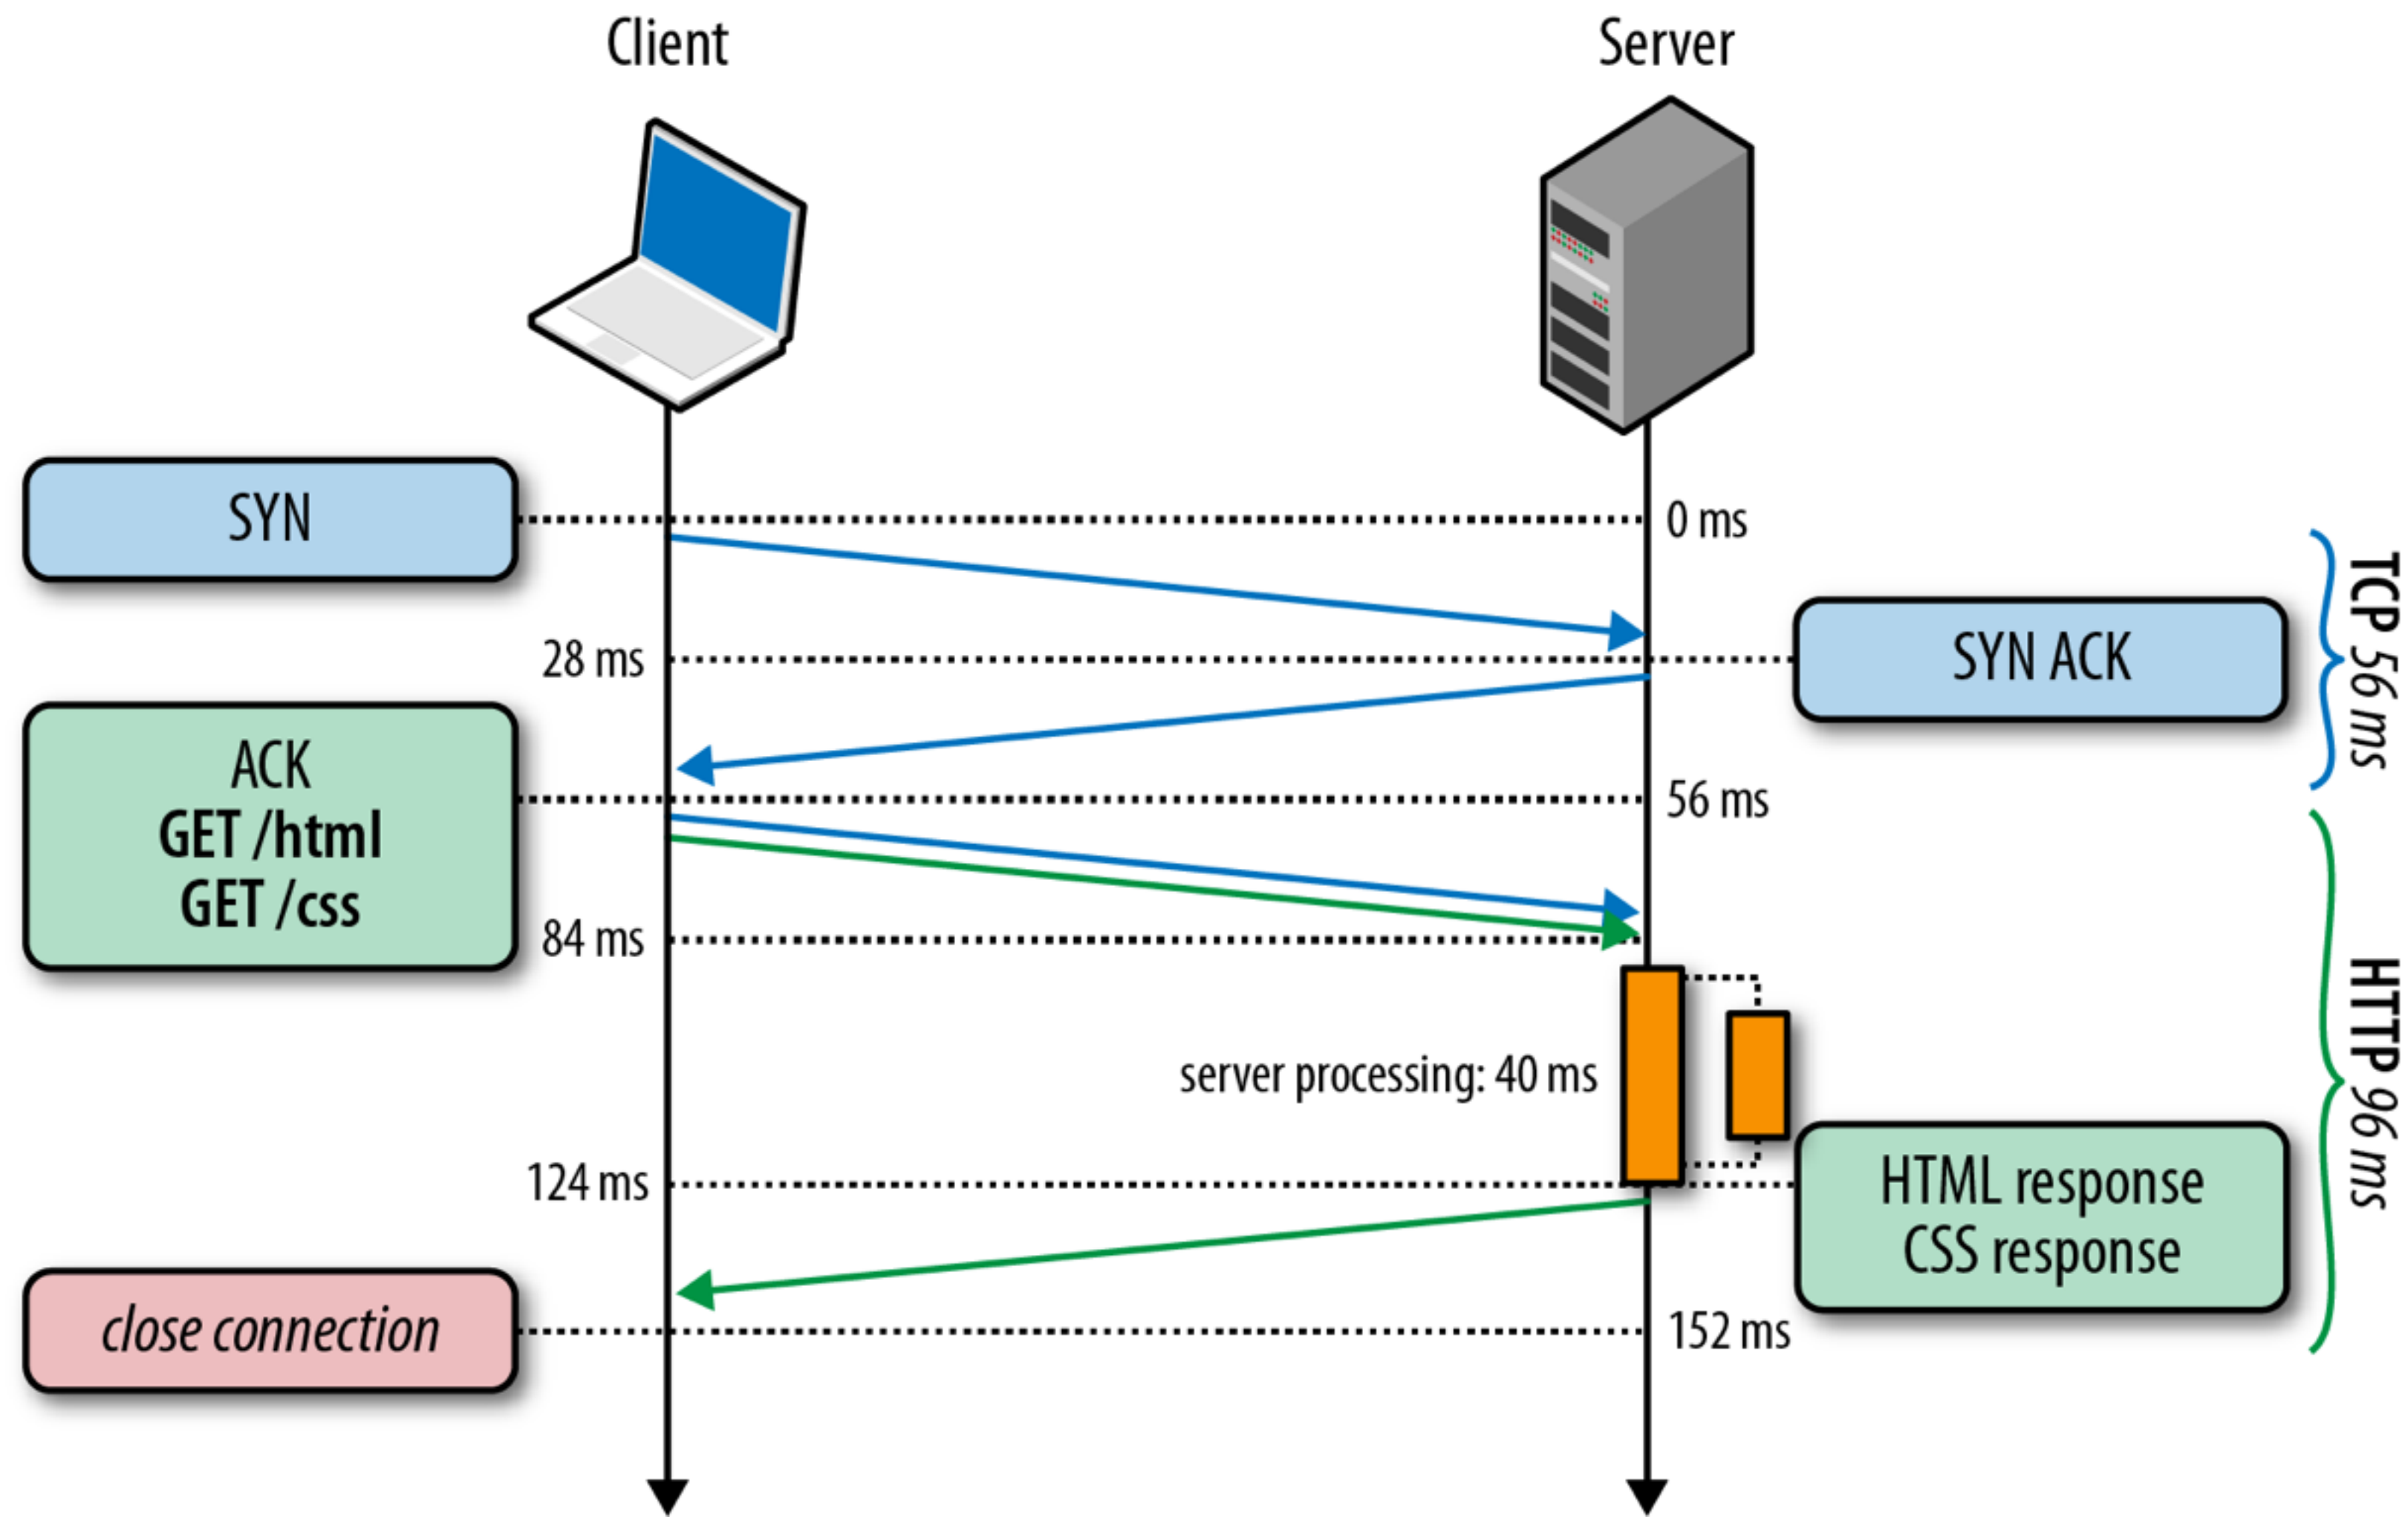 Client
Server
SYN
0 ms
28 ms
SYN ACK
TCP 56 ms
ACK
GET /html
GET /css
56 ms
84 ms
server processing: 40 ms
HTTP 96 ms
124 ms
HTML response
CSS response
close connection
152 ms